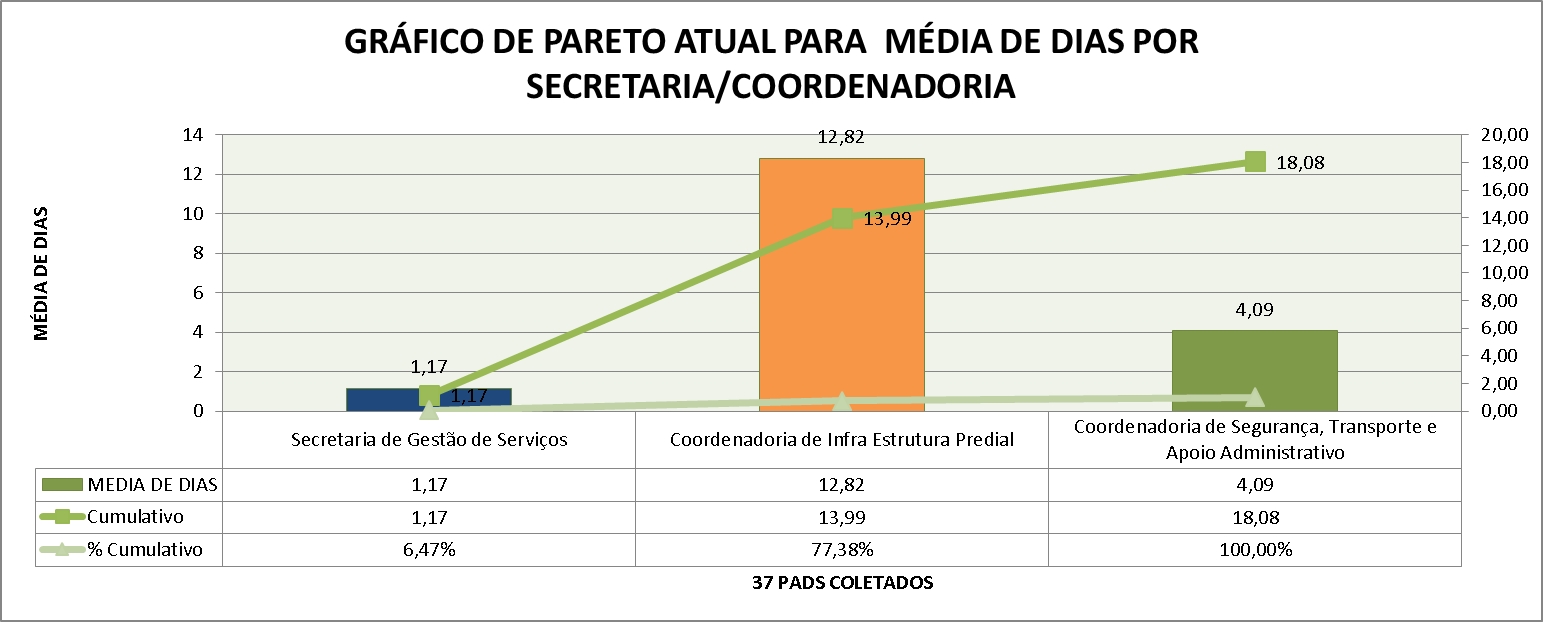 GRÁFICO DE PARETO ATUAL PARA MÉDIA DE DIAS POR
SECRETARIA/COORDENADORIA
MÉDIA DE DIAS
14
12
10
8
6
4
2
0
20,00
18,00
16,00
14,00
12,00
10,00
8,00
6,00
4,00
2,00
0,00
1,17
1,17
12,82
13,99
4,09
18,08
Secretaria de Gestão de Serviços
Coordenadoria de Infra Estrutura Predial
Coordenadoria de Segurança, Transporte e
Apoio Administrativo
MEDIA DE DIAS 1,17 12,82 4,09
Cumulativo 1,17 13,99 18,08
% Cumulativo 6,47% 77,38% 100,00%
37 PADS COLETADOS